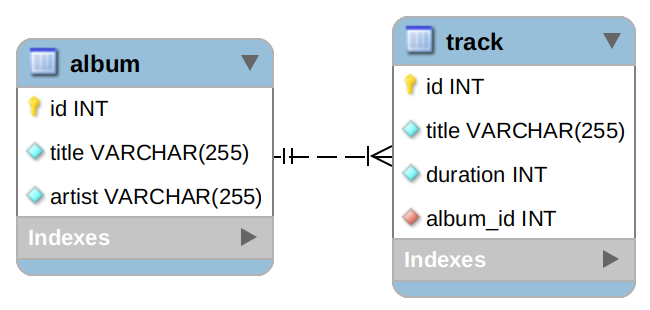 album
id INT
title VARCHAR(255)
artist VARCHAR(255)
Indexes
track
id INT
title VARCHAR(255)
duration INT
album_id INT
Indexes